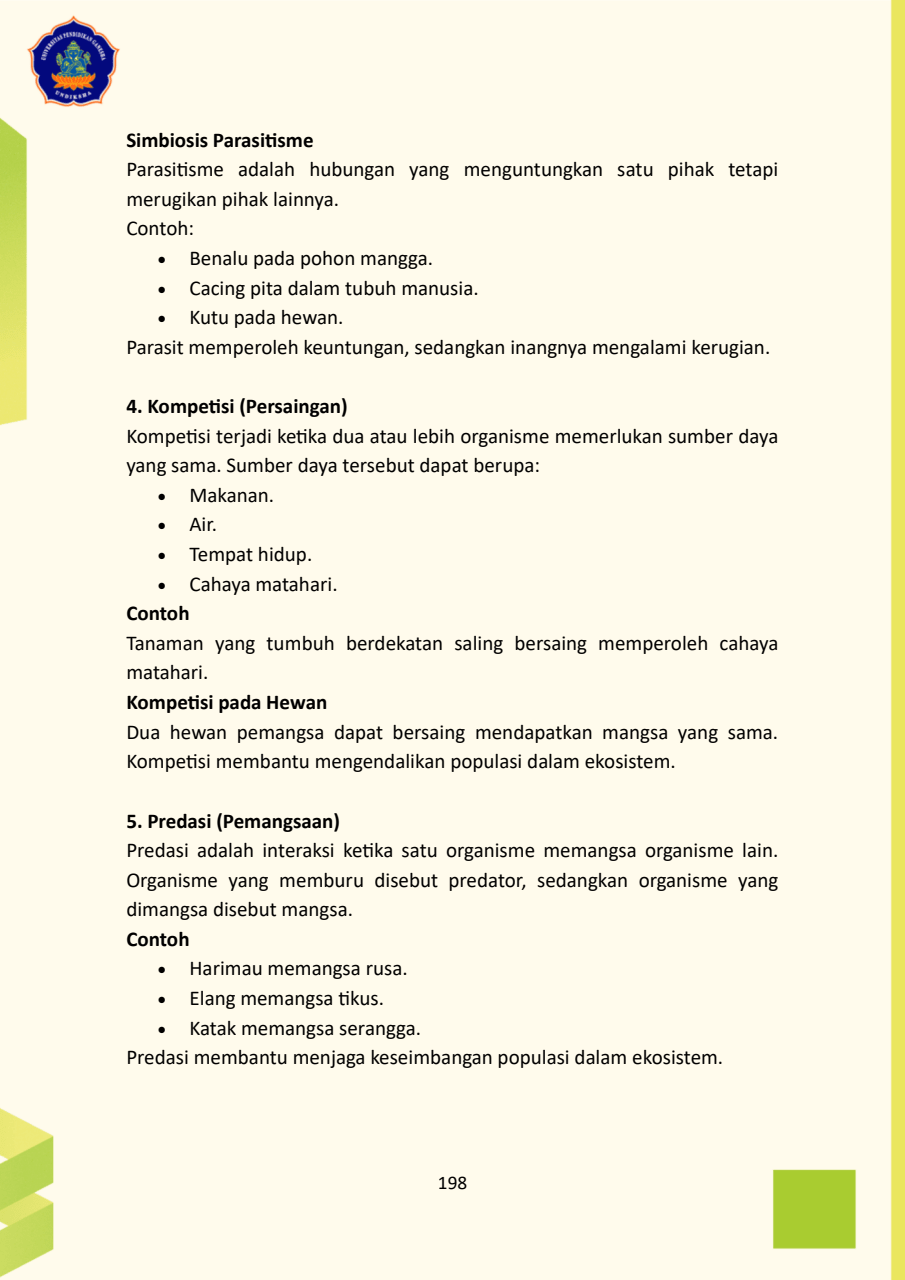 UNIVERSITAS PENDIDIKAN GANESHA
UNDIKSHA
Simbiosis Parasitisme
Parasitisme adalah hubungan yang menguntungkan satu pihak tetapi
merugikan pihak lainnya.
Contoh:
• Benalu pada pohon mangga.
• Cacing pita dalam tubuh manusia.
• Kutu pada hewan.
Parasit memperoleh keuntungan, sedangkan inangnya mengalami kerugian.
4. Kompetisi (Persaingan)
Kompetisi terjadi ketika dua atau lebih organisme memerlukan sumber daya
yang sama. Sumber daya tersebut dapat berupa:
• Makanan.
• Air.
• Tempat hidup.
• Cahaya matahari.
Contoh
Tanaman yang tumbuh berdekatan saling bersaing memperoleh cahaya
matahari.
Kompetisi pada Hewan
Dua hewan pemangsa dapat bersaing mendapatkan mangsa yang sama.
Kompetisi membantu mengendalikan populasi dalam ekosistem.
5. Predasi (Pemangsaan)
Predasi adalah interaksi ketika satu organisme memangsa organisme lain.
Organisme yang memburu disebut predator, sedangkan organisme yang
dimangsa disebut mangsa.
Contoh
• Harimau memangsa rusa.
• Elang memangsa tikus.
• Katak memangsa serangga.
Predasi membantu menjaga keseimbangan populasi dalam ekosistem.
198